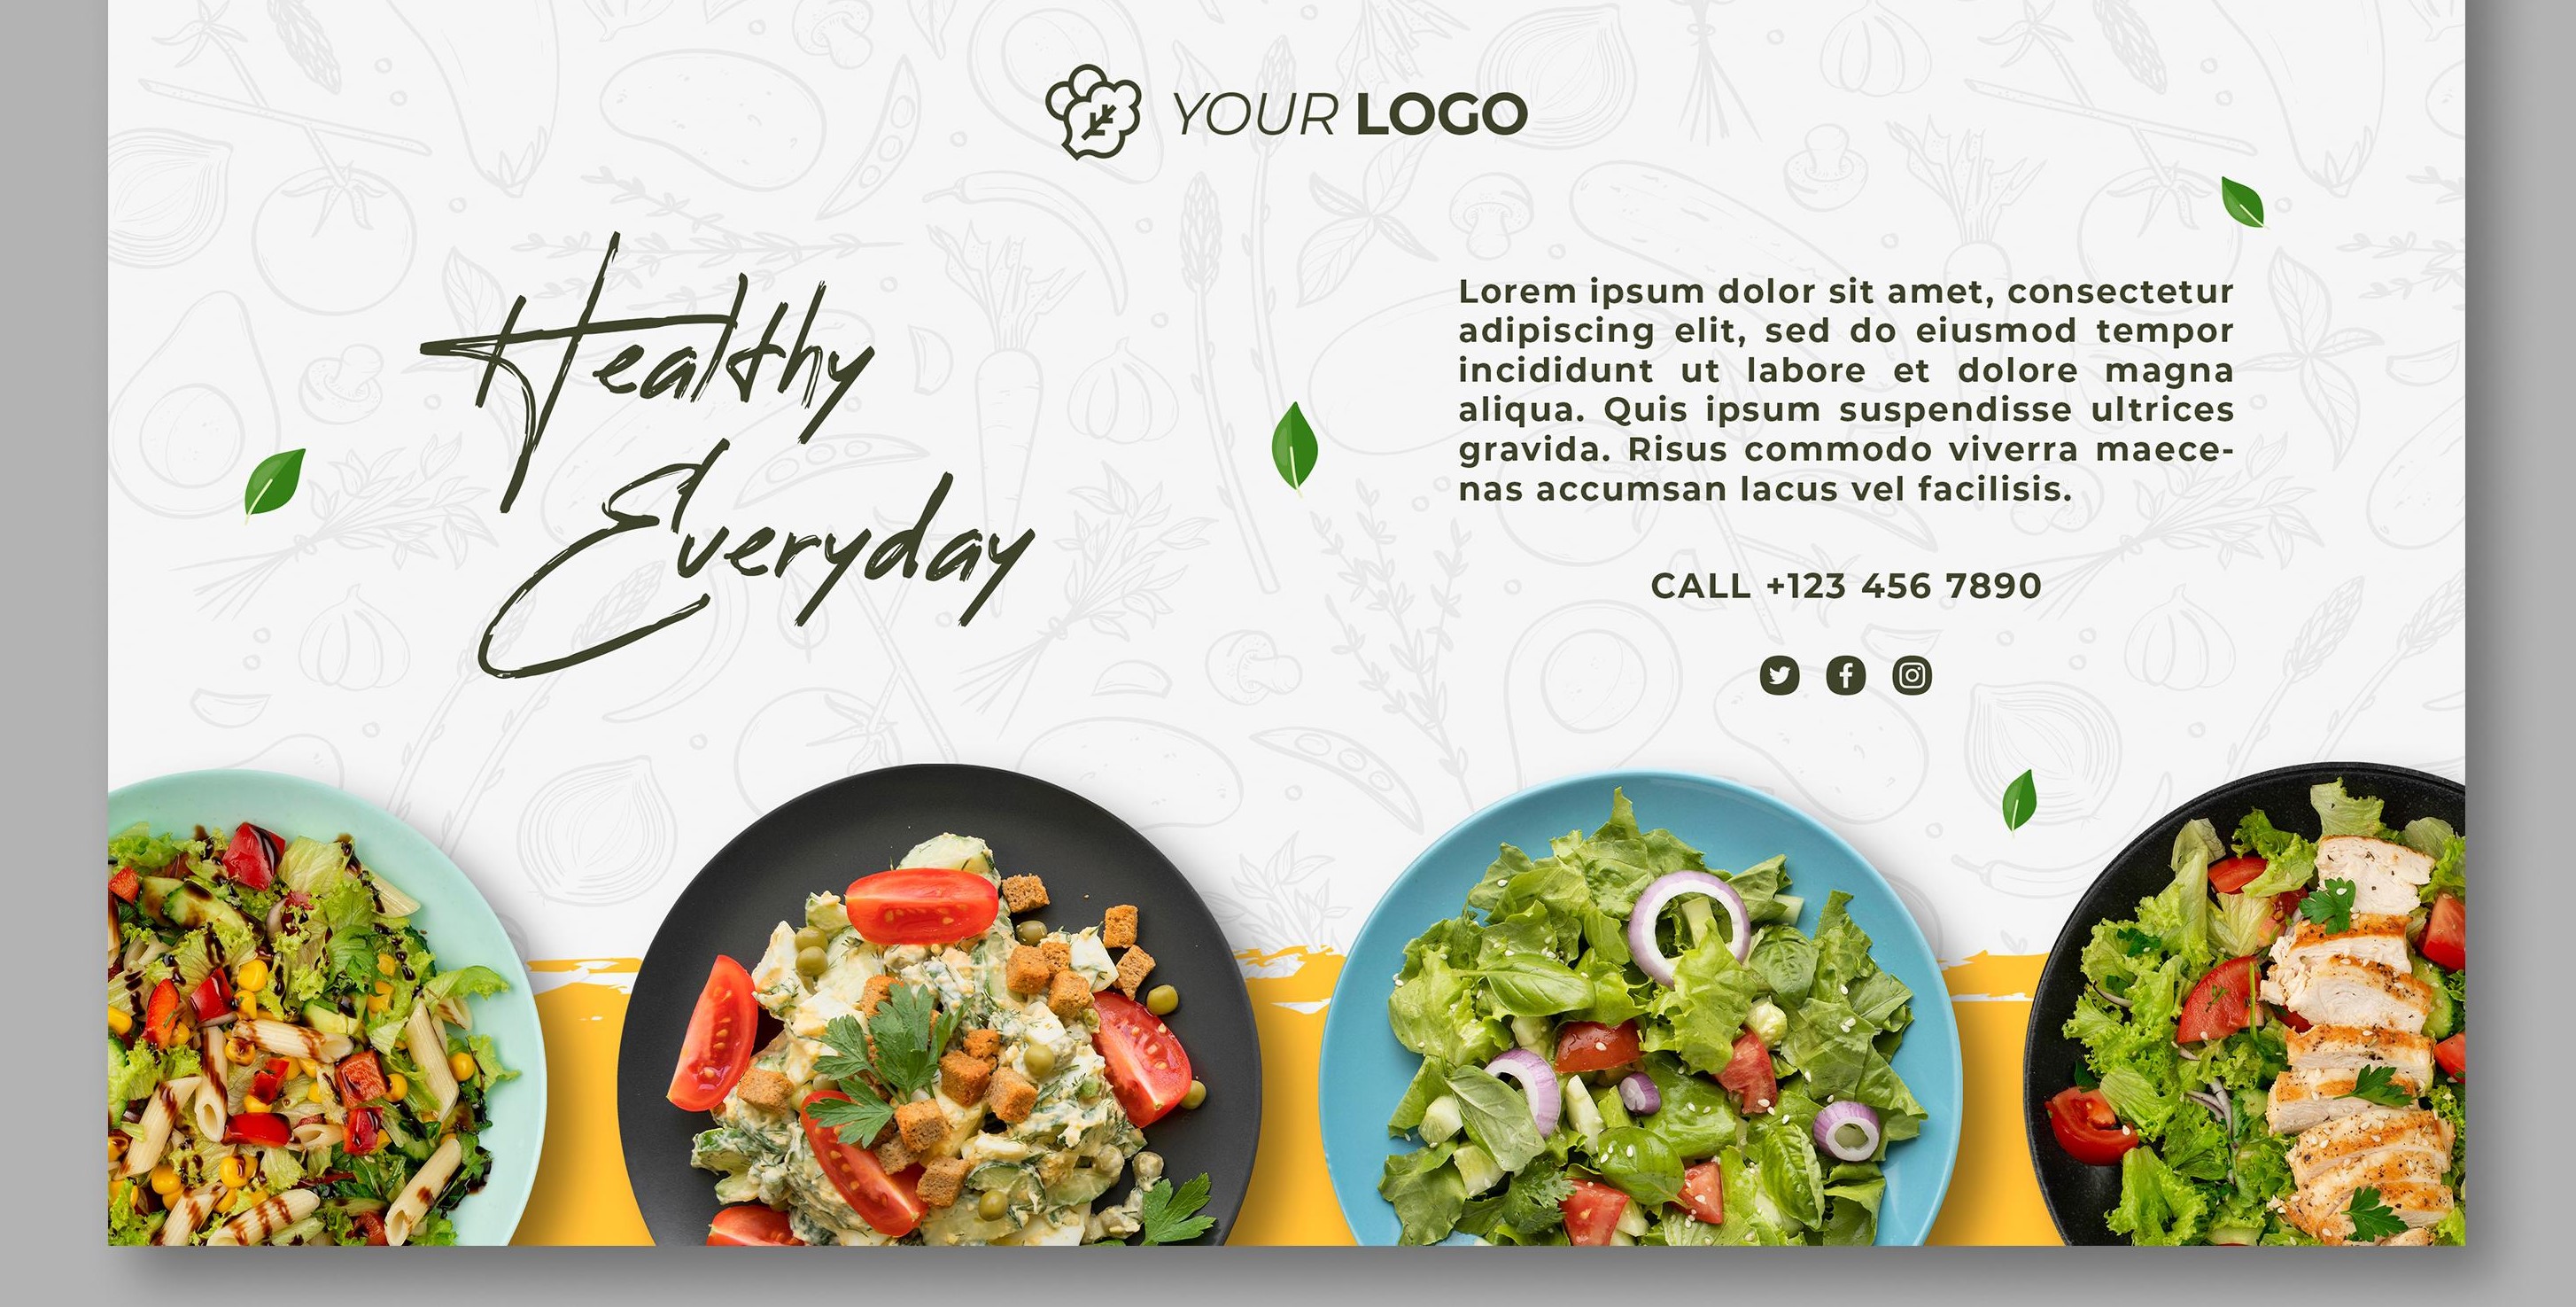 YOUR LOGO
Healthy
Everyday
Lorem ipsum dolor sit amet, consectetur
adipiscing elit, sed do eiusmod tempor
incididunt ut labore et dolore magna
aliqua. Quis ipsum suspendisse ultrices
gravida. Risus commodo viverra maece-
nas accumsan lacus vel facilisis.
CALL +123 456 7890